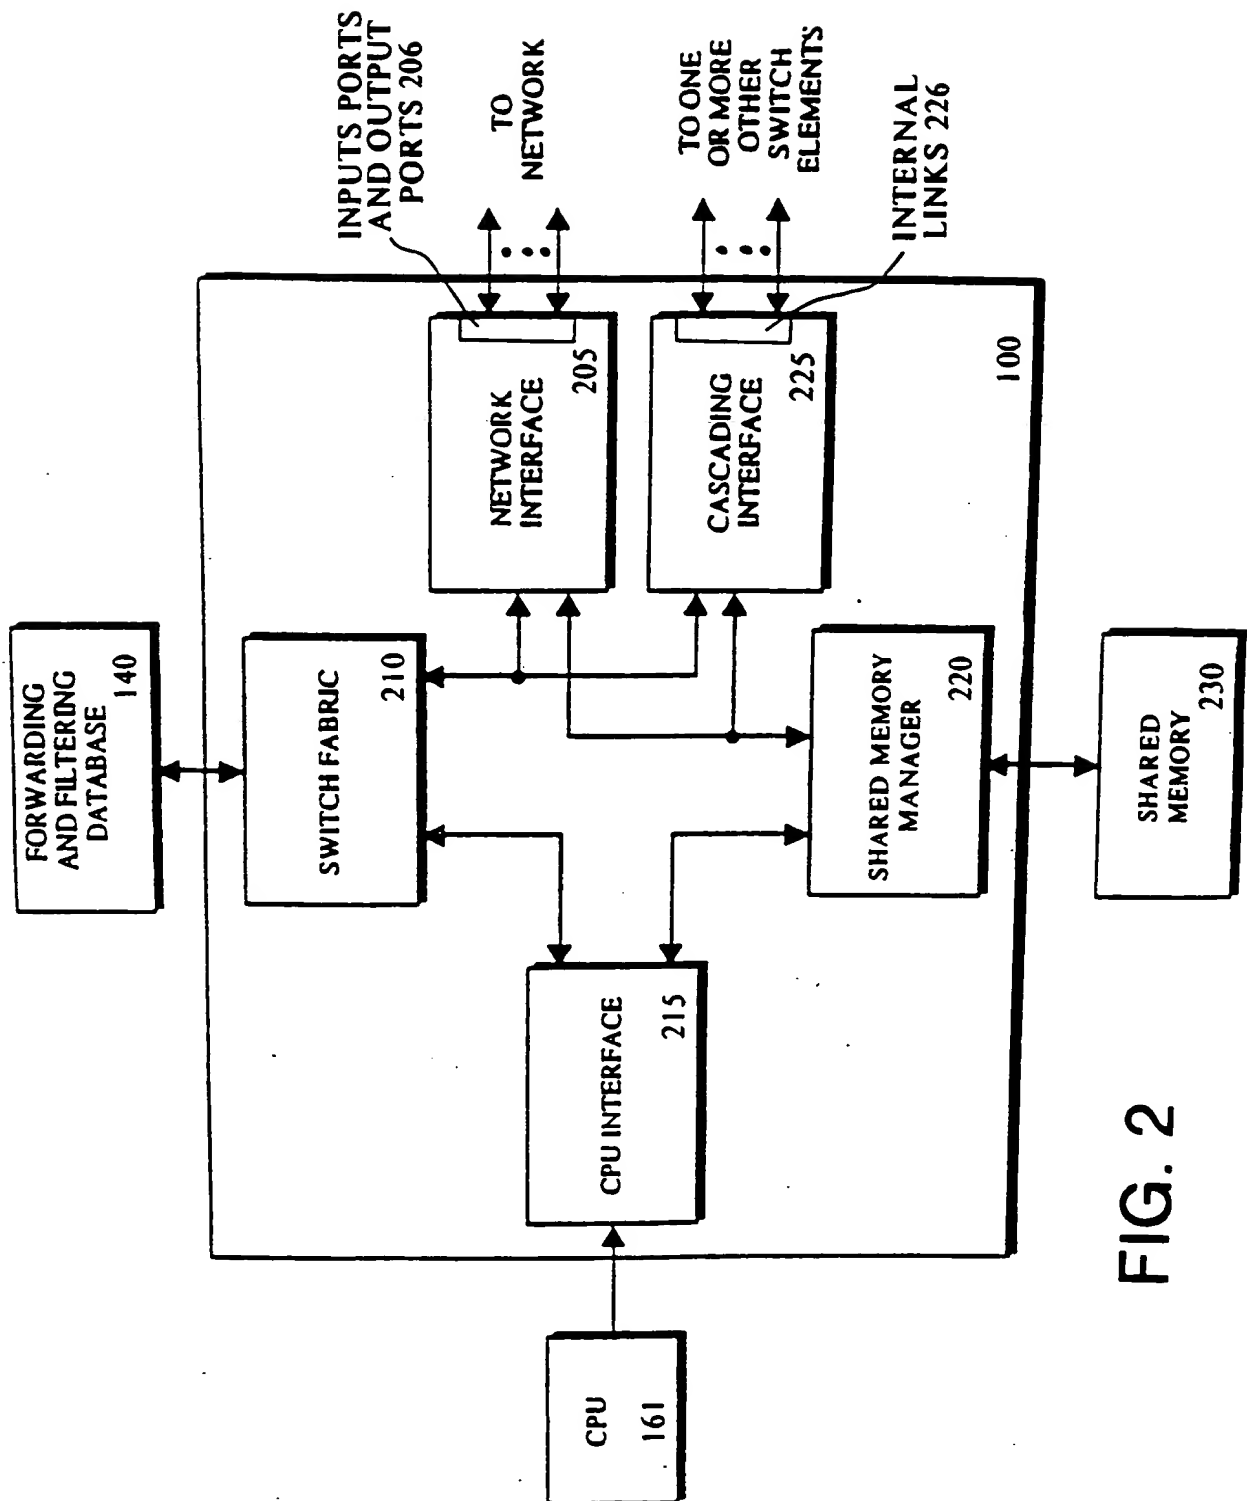 FORWARDING
AND FILTERING
DATABASE
140
SWITCH FABRIC
210
INPUTS PORTS
AND OUTPUT
PORTS 206
TO
NETWORK
NETWORK
INTERFACE
205
TO ONE
OR MORE
OTHER
SWITCH
ELEMENTS
CASCADING
INTERFACE
225
INTERNAL
LINKS 226
100
CPU
161
CPU INTERFACE
215
SHARED MEMORY
MANAGER
220
SHARED
MEMORY
230
FIG. 2